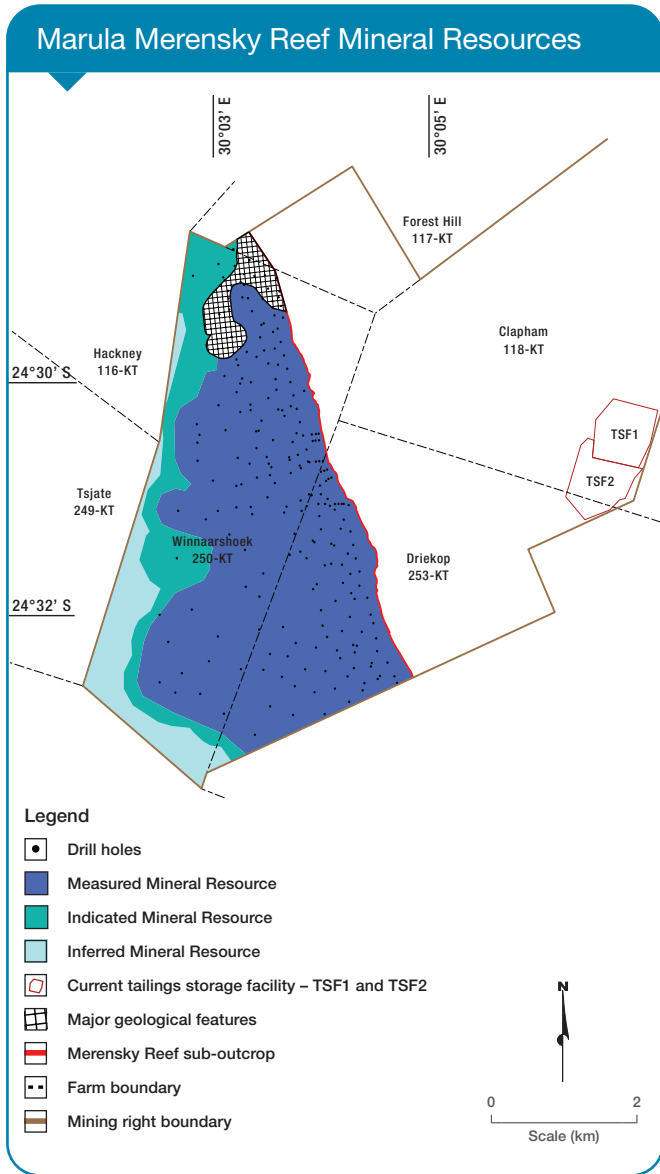 Marula Merensky Reef Mineral Resources
30°03' E
30°05' E
Forest Hill
117-KT
Clapham
118-KT
Hackney
116-KT
24°30' S
TSF1
TSF2
Tsjate
249-KT
Winnaarshoek
250-KT
Driekop
253-KT
24°32' S
Legend
Drill holes
Measured Mineral Resource
Indicated Mineral Resource
Inferred Mineral Resource
Current tailings storage facility – TSF1 and TSF2
Major geological features
Merensky Reef sub-outcrop
Farm boundary
Mining right boundary
N
0 2
Scale (km)